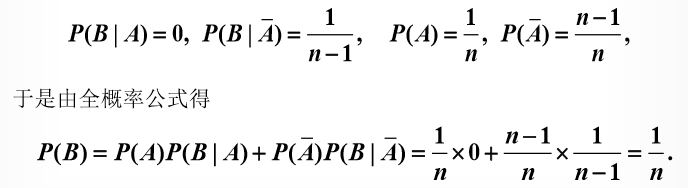 P(B | A) = 0, P(B | Ā) = 1/(n−1), P(A) = 1/n, P(Ā) = (n−1)/n,
于是由全概率公式得
P(B) = P(A)P(B | A) + P(Ā)P(B | Ā) = 1/n × 0 + (n−1)/n × 1/(n−1) = 1/n.